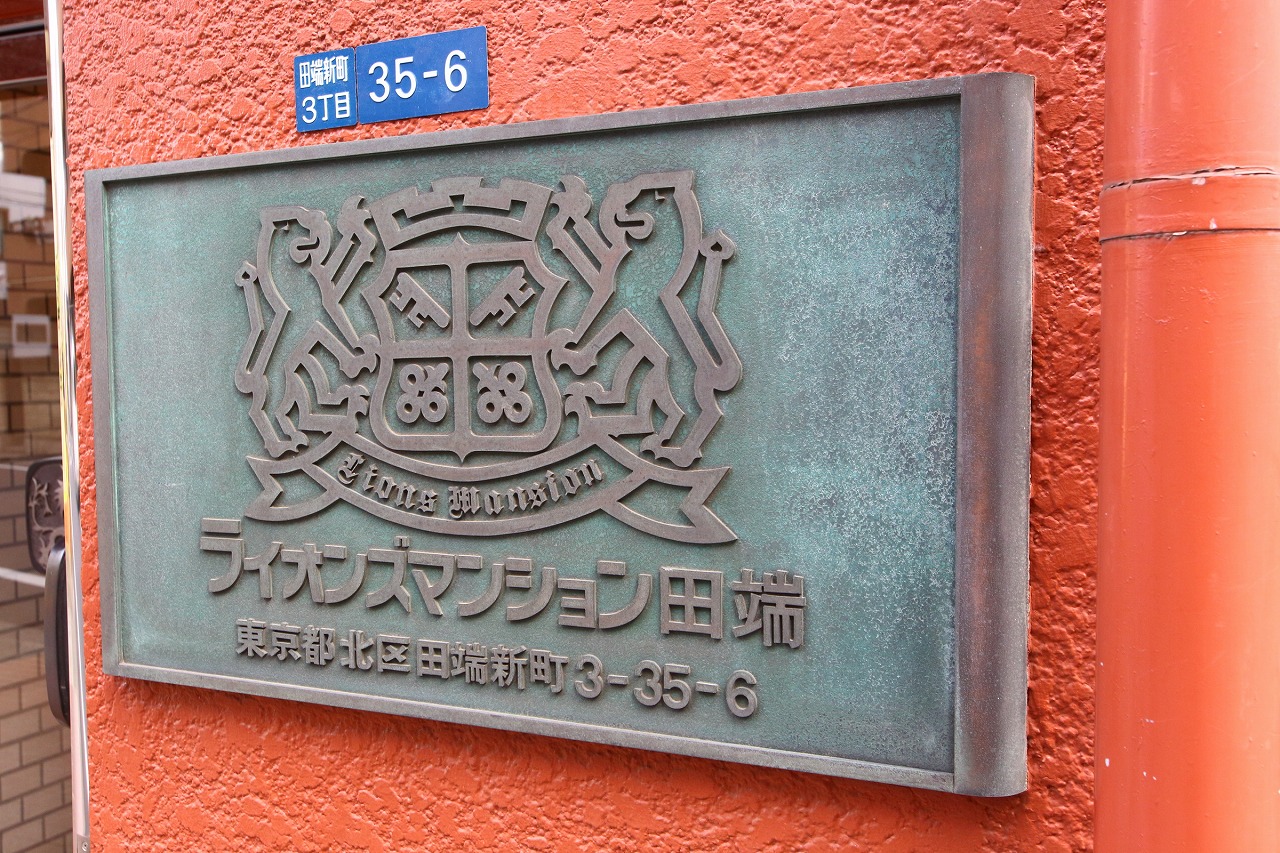 田端新町
3丁目
35-6
Lions Mansion
ライオンズマンション田端
東京都北区田端新町3-35-6